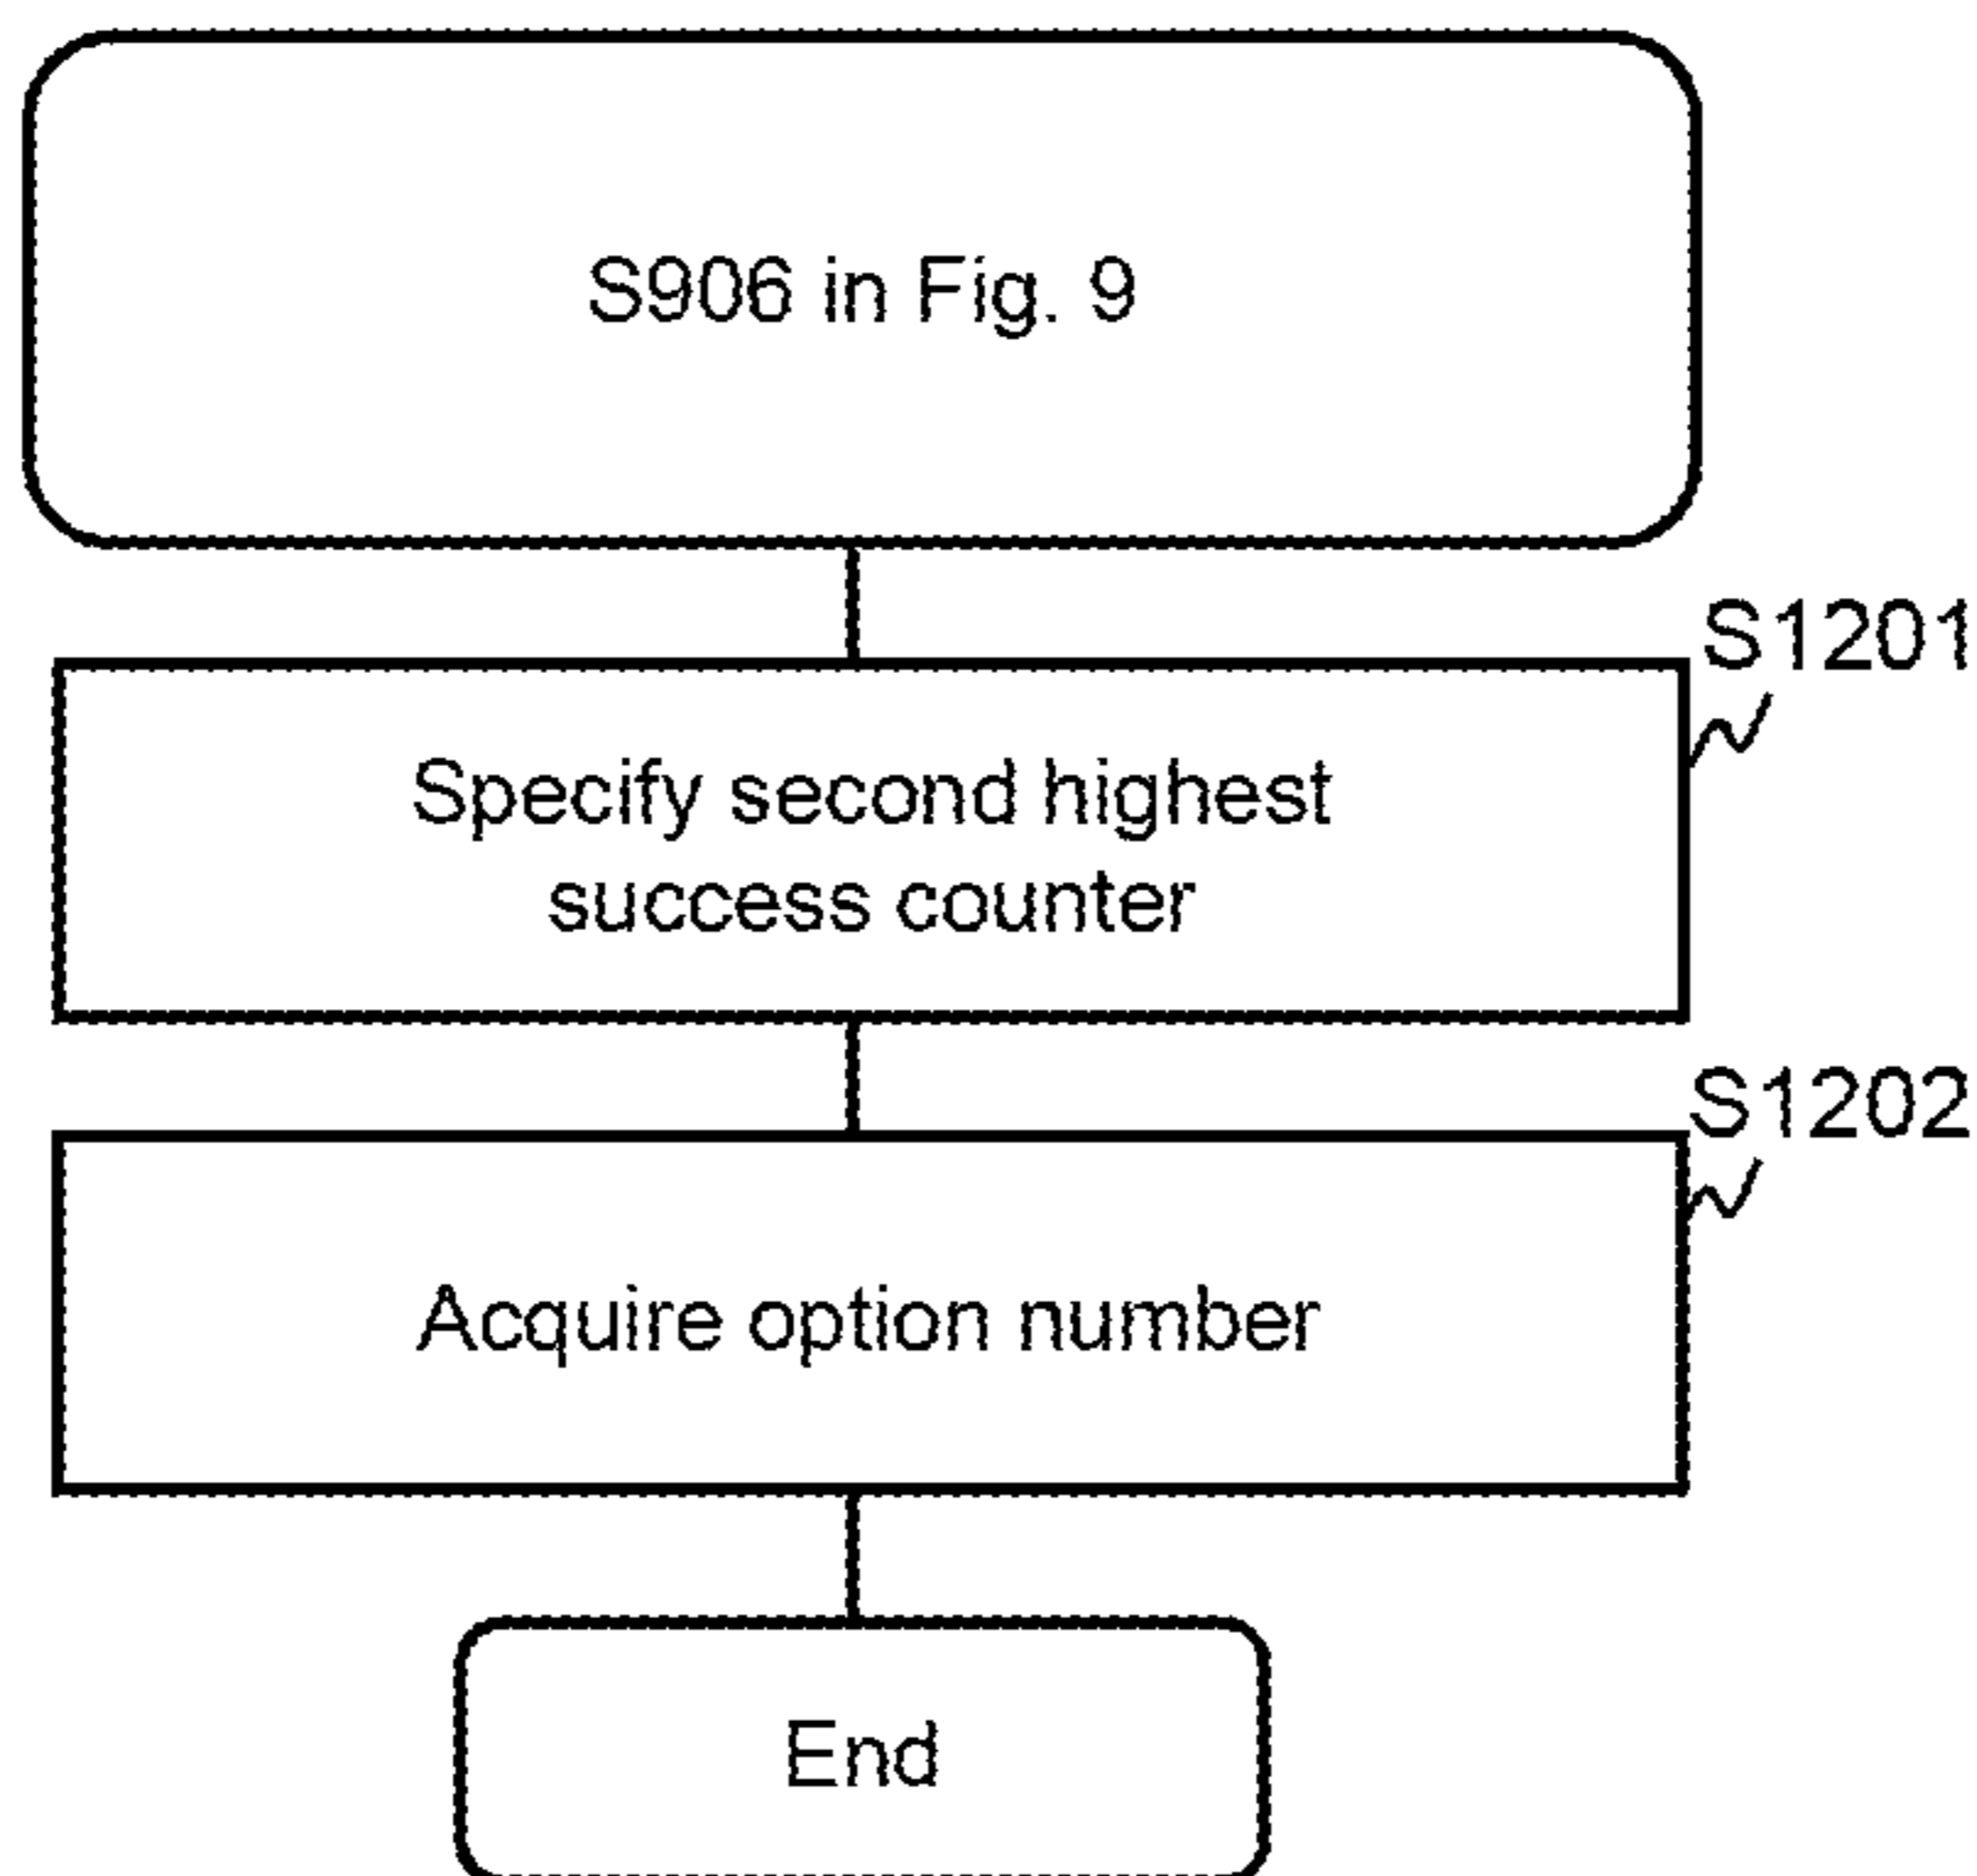 S906 in Fig. 9
S1201
Specify second highest
success counter
S1202
Acquire option number
End